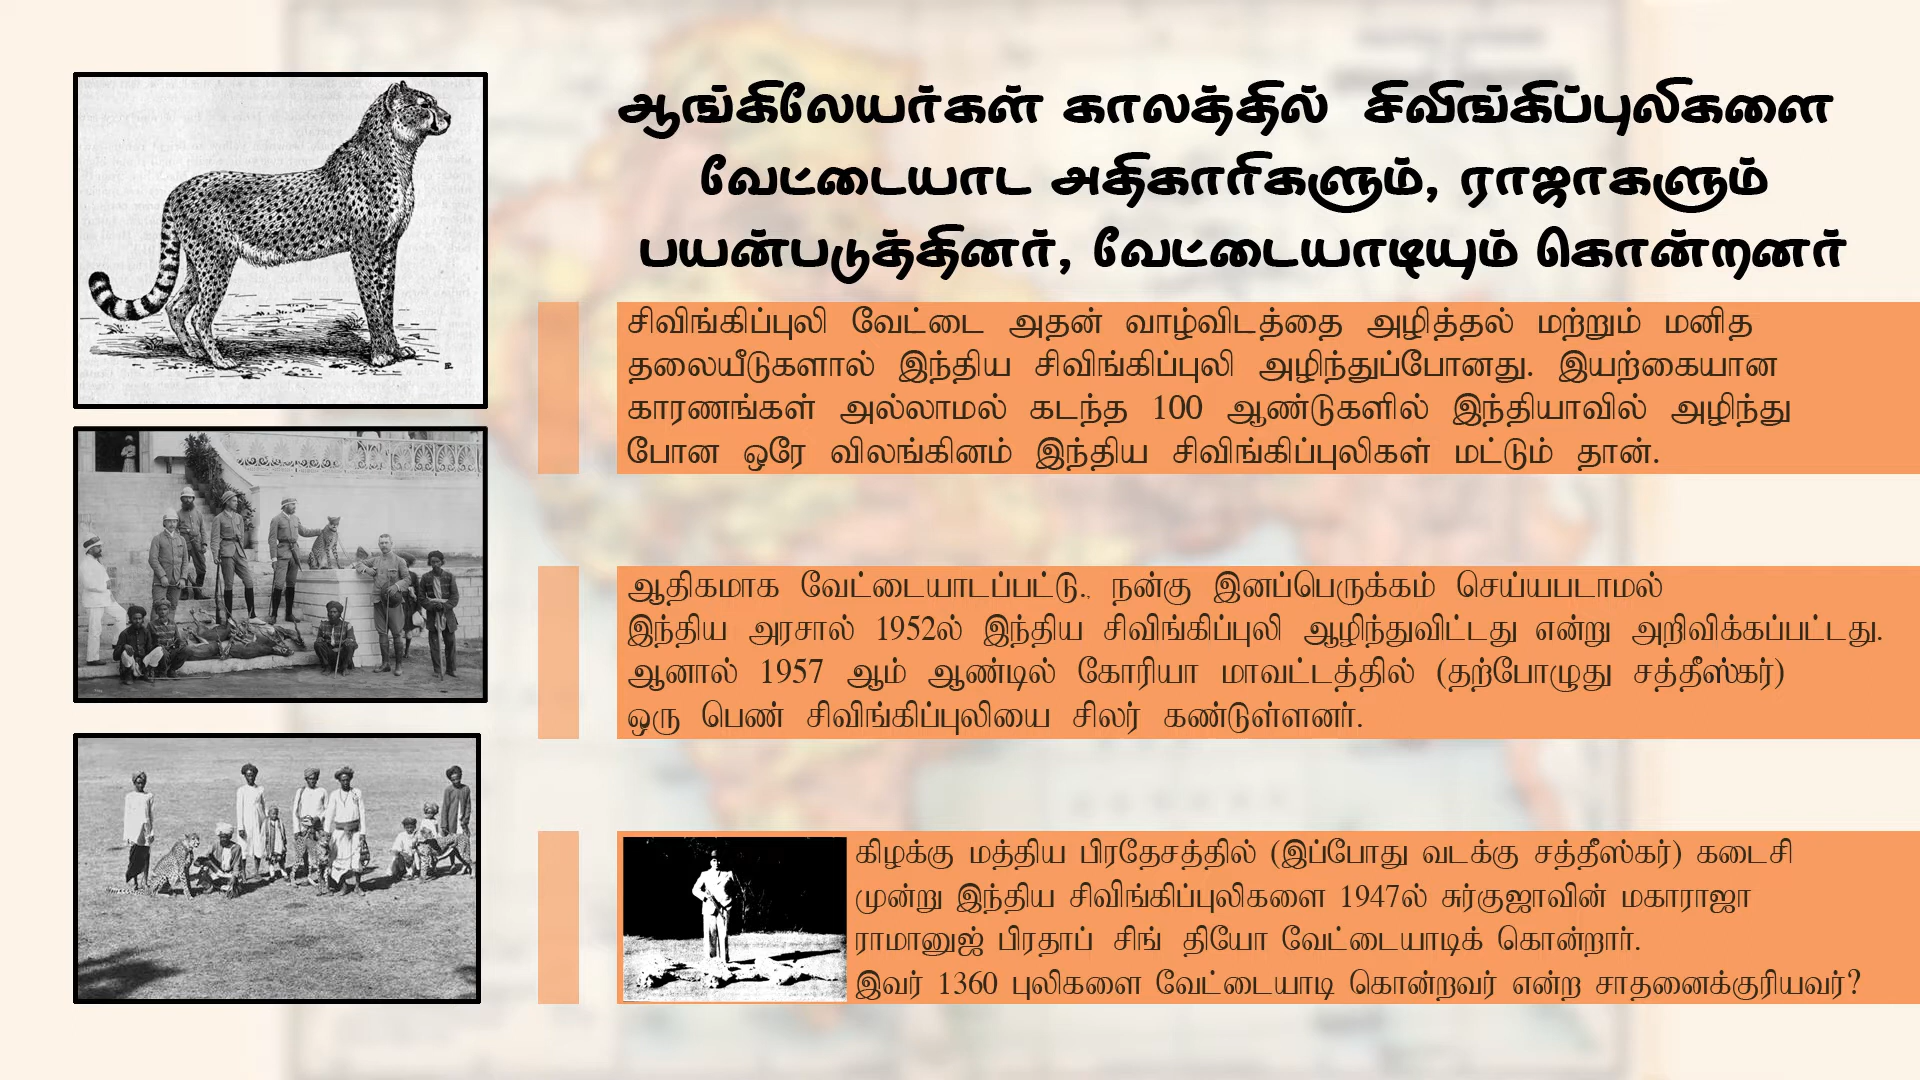 ஆங்கிலேயர்கள் காலத்தில் சிவிங்கிப்புலிகளை
வேட்டையாட அதிகாரிகளும், ராஜாகளும்
பயன்படுத்தினர், வேட்டையாடியும் கொன்றனர்
சிவிங்கிப்புலி வேட்டை அதன் வாழ்விடத்தை அழித்தல் மற்றும் மனித
தலையீடுகளால் இந்திய சிவிங்கிப்புலி அழிந்துப்போனது. இயற்கையான
காரணங்கள் அல்லாமல் கடந்த 100 ஆண்டுகளில் இந்தியாவில் அழிந்து
போன ஒரே விலங்கினம் இந்திய சிவிங்கிப்புலிகள் மட்டும் தான்.
ஆதிகமாக வேட்டையாடப்பட்டு., நன்கு இனப்பெருக்கம் செய்யபடாமல்
இந்திய அரசால் 1952ல் இந்திய சிவிங்கிப்புலி ஆழிந்துவிட்டது என்று அறிவிக்கப்பட்டது.
ஆனால் 1957 ஆம் ஆண்டில் கோரியா மாவட்டத்தில் (தற்போழுது சத்தீஸ்கர்)
ஒரு பெண் சிவிங்கிப்புலியை சிலர் கண்டுள்ளனர்.
கிழக்கு மத்திய பிரதேசத்தில் (இப்போது வடக்கு சத்தீஸ்கர்) கடைசி
முன்று இந்திய சிவிங்கிப்புலிகளை 1947ல் சுர்குஜாவின் மகாராஜா
ராமானுஜ் பிரதாப் சிங் தியோ வேட்டையாடிக் கொன்றார்.
இவர் 1360 புலிகளை வேட்டையாடி கொன்றவர் என்ற சாதனைக்குரியவர்?